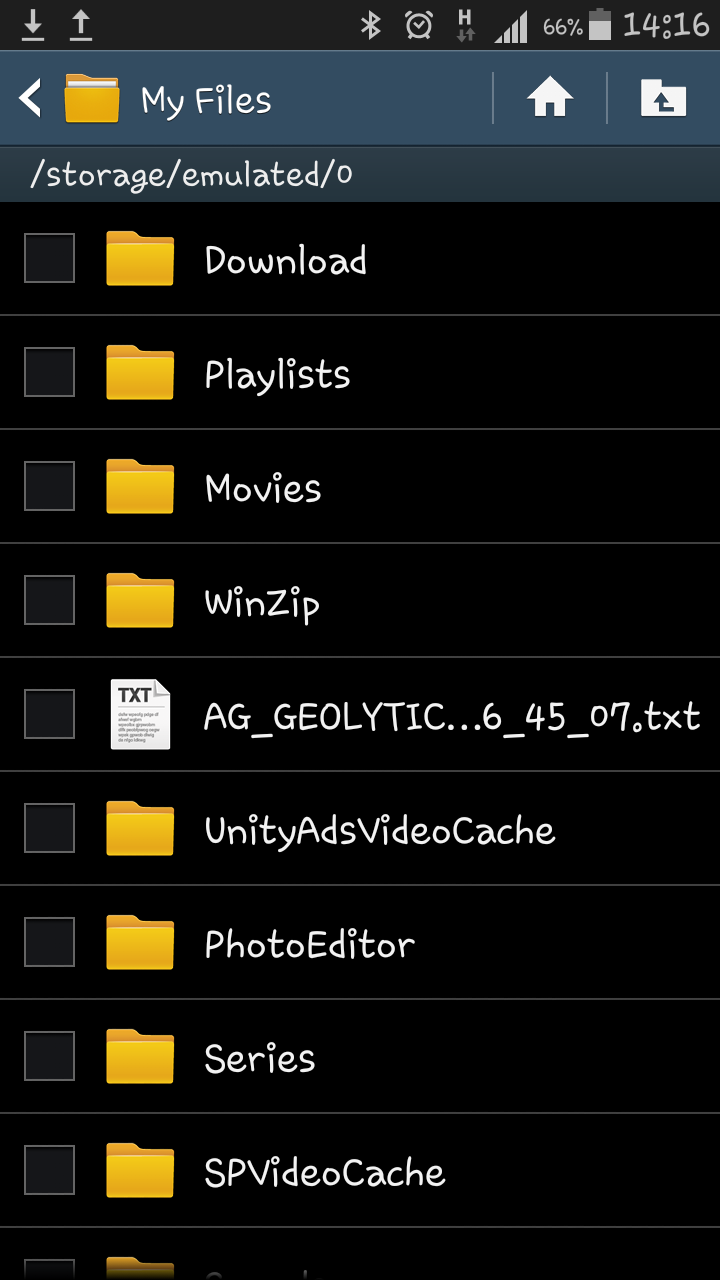 H 66% 14:16
My Files
/storage/emulated/0
Download
Playlists
Movies
WinZip
TXT
AG_GEOLYTIC...6_45_07.txt
UnityAdsVideoCache
PhotoEditor
Series
SPVideoCache